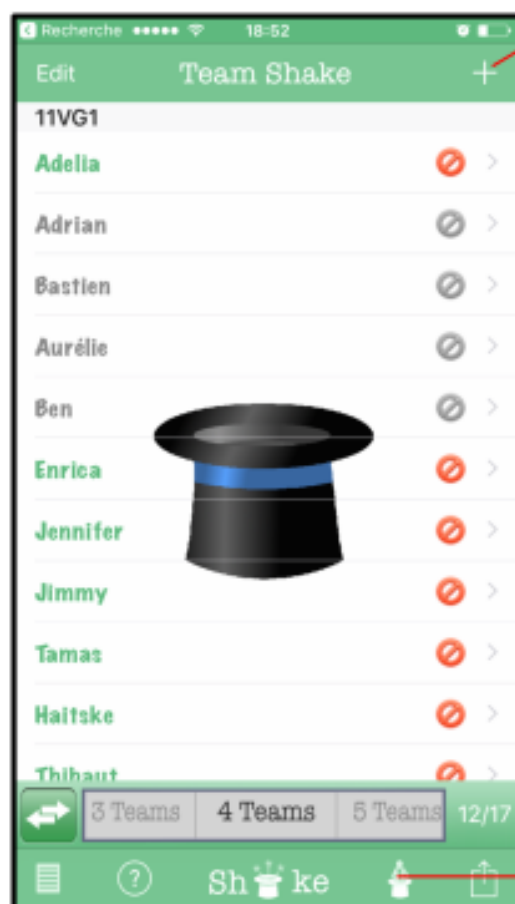 Recherche 18:52
Edit Team Shake +
11VG1
Adelia
Adrian
Bastien
Aurélie
Ben
Enrica
Jennifer
Jimmy
Tamas
Haitske
Thibaut
3 Teams 4 Teams 5 Teams 12/17
? Sh ke